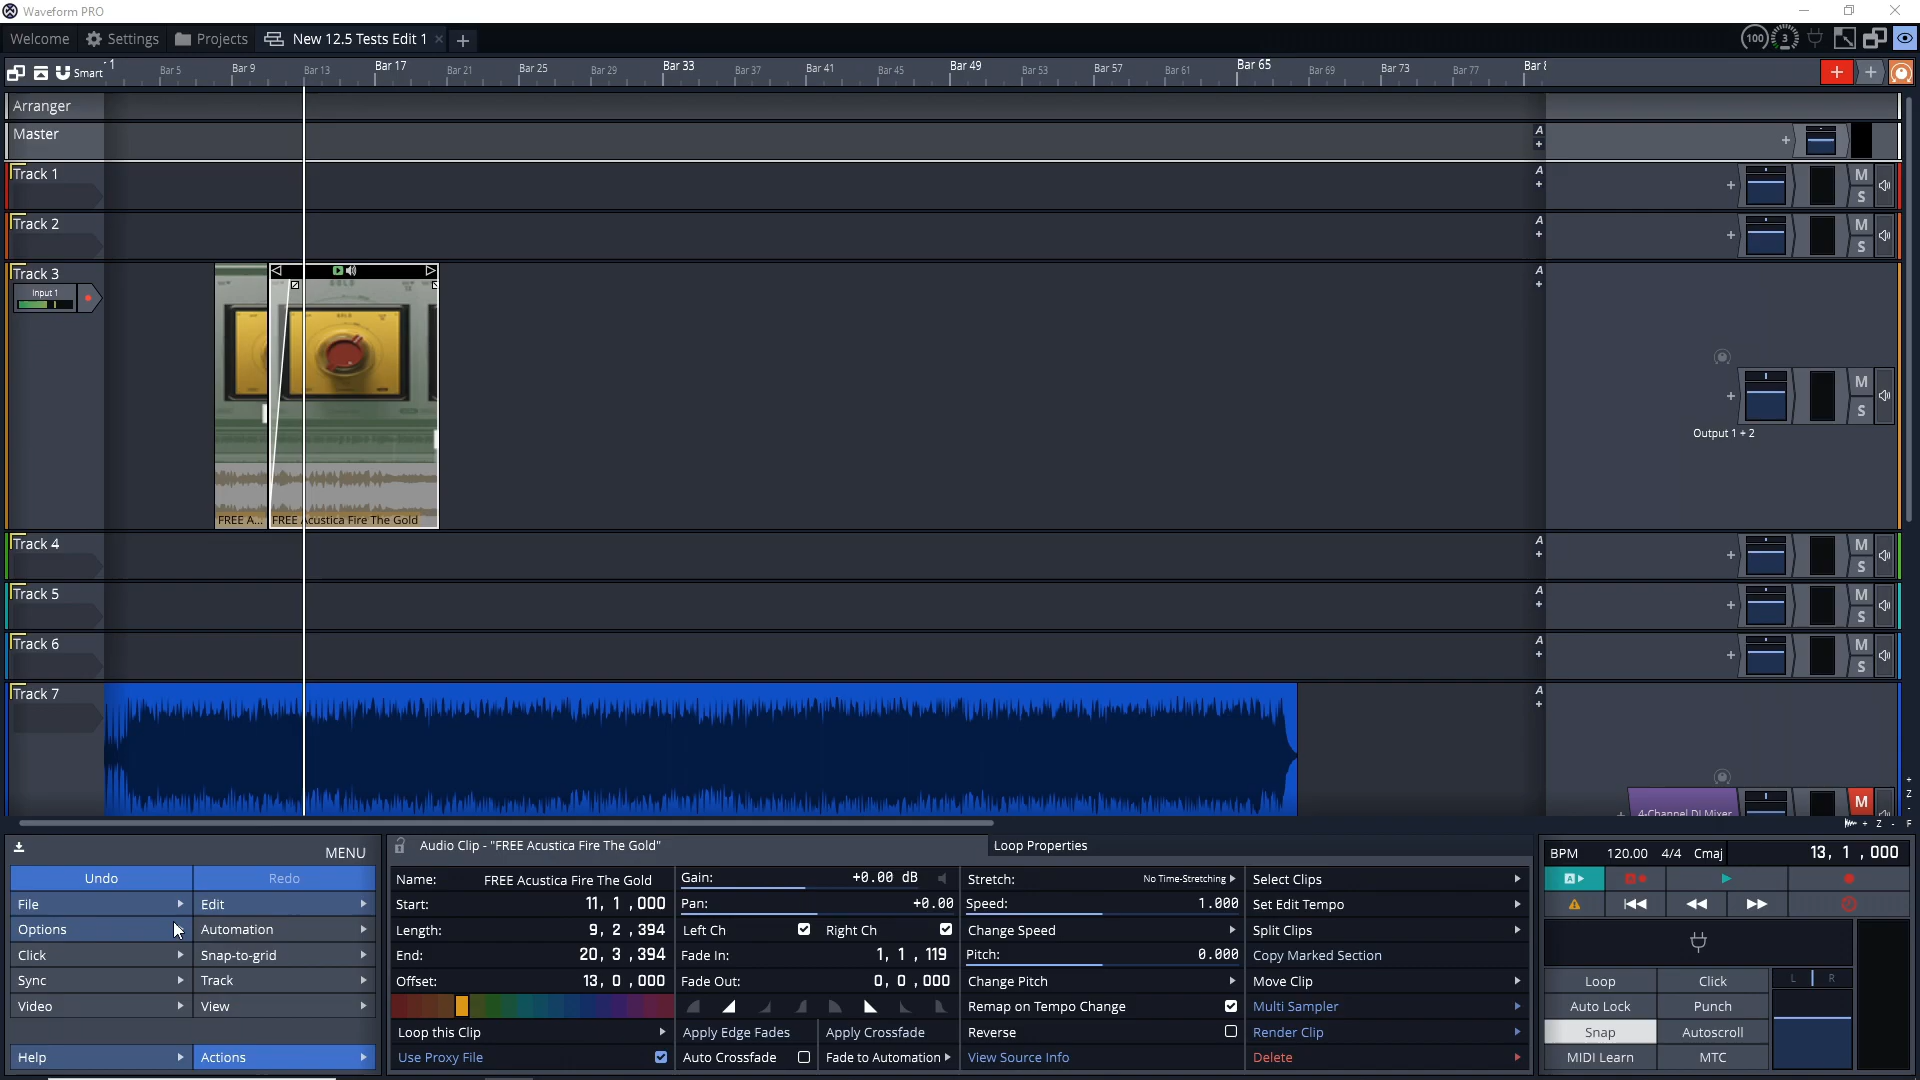 Waveform PRO
Welcome Settings Projects New 12.5 Tests Edit 1
100 3
Smart 1 Bar 5 Bar 9 Bar 13 Bar 17 Bar 21 Bar 25 Bar 29 Bar 33 Bar 37 Bar 41 Bar 45 Bar 49 Bar 53 Bar 57 Bar 61 Bar 65 Bar 69 Bar 73 Bar 77
Arranger
Master A
Track 1 A M S
Track 2 A M S
Track 3 A
Input 1
GOLD
M S
Output 1 + 2
FREE A... FREE Acustica Fire The Gold
Track 4 A M S
Track 5 A M S
Track 6 A M S
Track 7 A
4-Channel DJ Mixer M
MENU
Undo Redo
File Edit
Options Automation
Click Snap-to-grid
Sync Track
Video View
Help Actions
Audio Clip - "FREE Acustica Fire The Gold" Loop Properties
Name: FREE Acustica Fire The Gold Gain: +0.00 dB Stretch: No Time-Stretching Select Clips
Start: 11, 1 ,000 Pan: +0.00 Speed: 1.000 Set Edit Tempo
Length: 9, 2 ,394 Left Ch Right Ch Change Speed Split Clips
End: 20, 3 ,394 Fade In: 1, 1 ,119 Pitch: 0.000 Copy Marked Section
Offset: 13, 0 ,000 Fade Out: 0, 0 ,000 Change Pitch Move Clip
Remap on Tempo Change Multi Sampler
Loop this Clip Apply Edge Fades Apply Crossfade Reverse Render Clip
Use Proxy File Auto Crossfade Fade to Automation View Source Info Delete
BPM 120.00 4/4 Cmaj 13, 1 ,000
Loop Click L R
Auto Lock Punch
Snap Autoscroll
MIDI Learn MTC